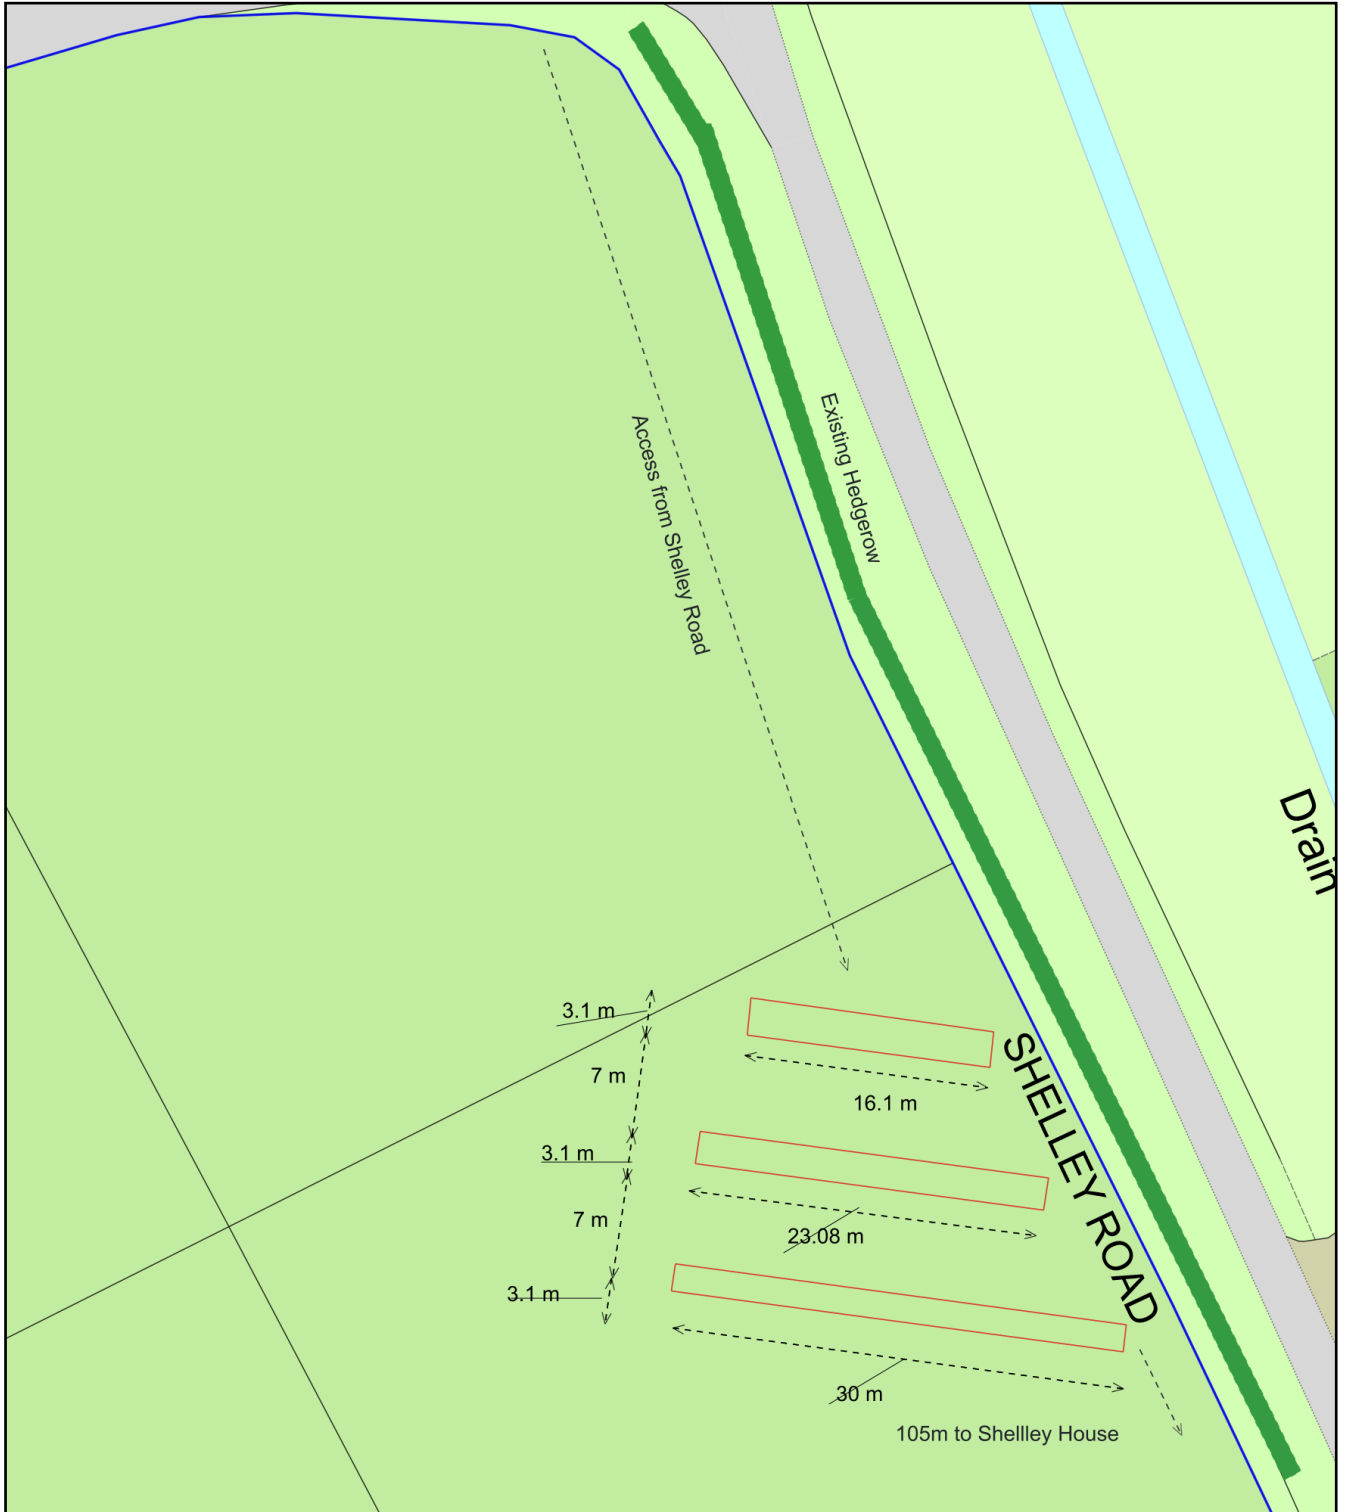 Existing Hedgerow
Access from Shelley Road
Drain
3.1 m
7 m
16.1 m
SHELLEY ROAD
3.1 m
7 m
23.08 m
3.1 m
30 m
105m to Shellley House